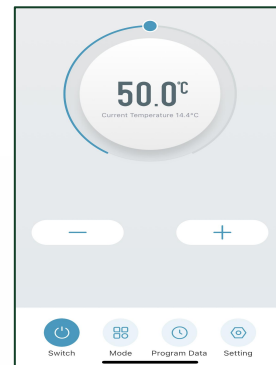 50.0℃
Current Temperature 14.4°C
Switch Mode Program Data Setting